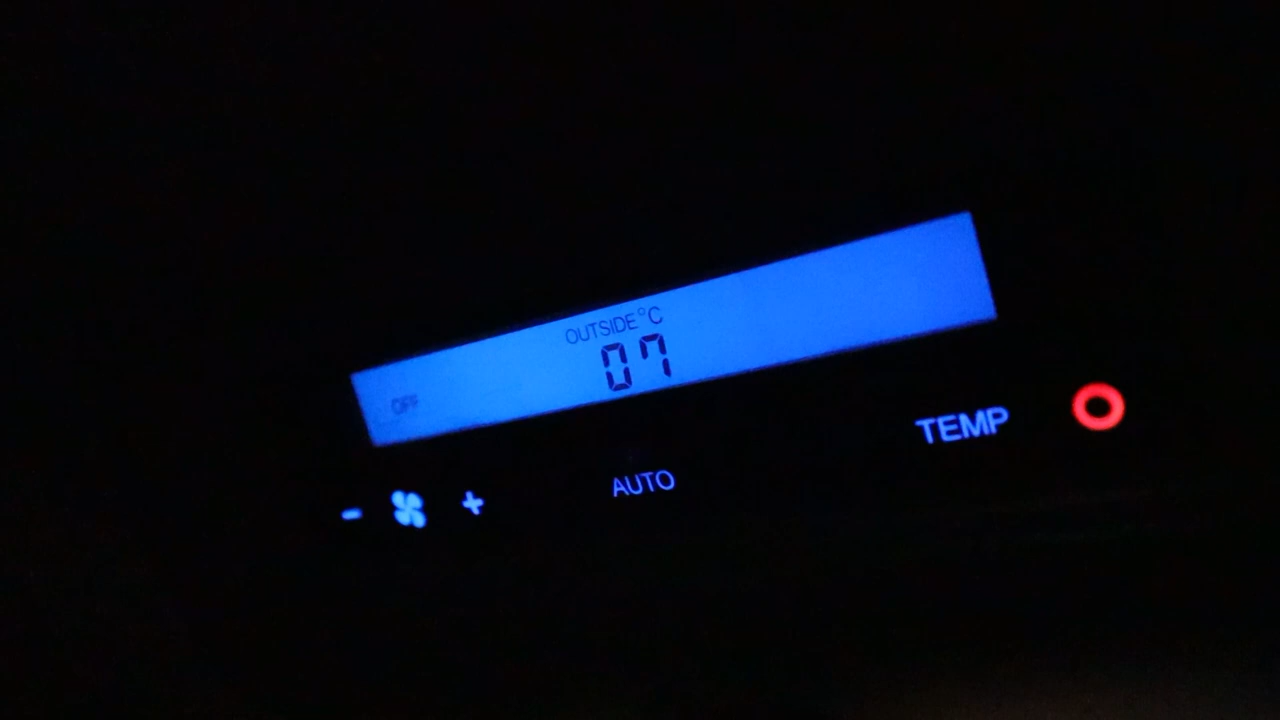 OUTSIDE°C
07
OFF
TEMP
- +
AUTO